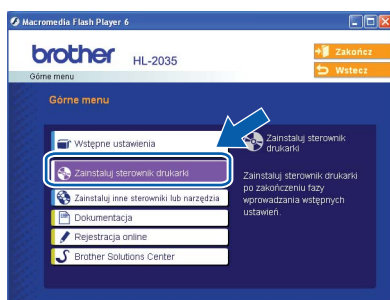 Macromedia Flash Player 6
brother HL-2035
Zakończ
Wstecz
Górne menu
Górne menu
Wstępne ustawienia
Zainstaluj sterownik drukarki
Zainstaluj inne sterowniki lub narzędzia
Dokumentacja
Rejestracja online
Brother Solutions Center
Zainstaluj sterownik
drukarki
Zainstaluj sterownik drukarki
po zakończeniu fazy
wprowadzania wstępnych
ustawień.